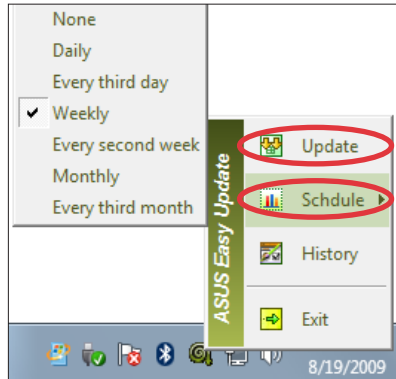 None
Daily
Every third day
Weekly
Every second week
Monthly
Every third month
ASUS Easy Update
Update
Schdule
History
Exit
8/19/2009